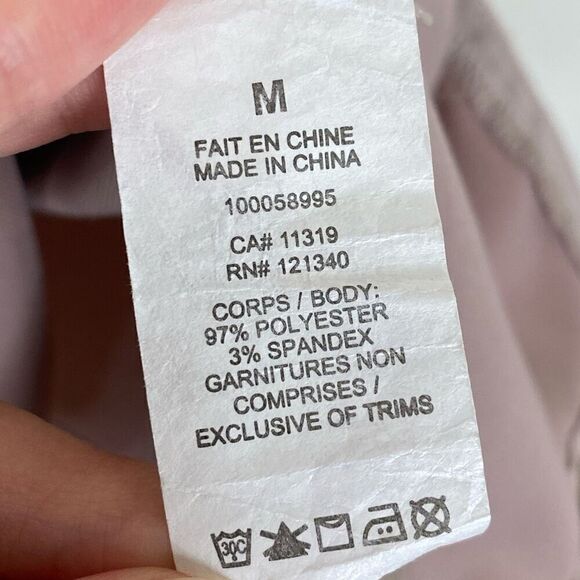 M
FAIT EN CHINE
MADE IN CHINA
100058995
CA# 11319
RN# 121340
CORPS / BODY:
97% POLYESTER
3% SPANDEX
GARNITURES NON
COMPRISES /
EXCLUSIVE OF TRIMS
30C